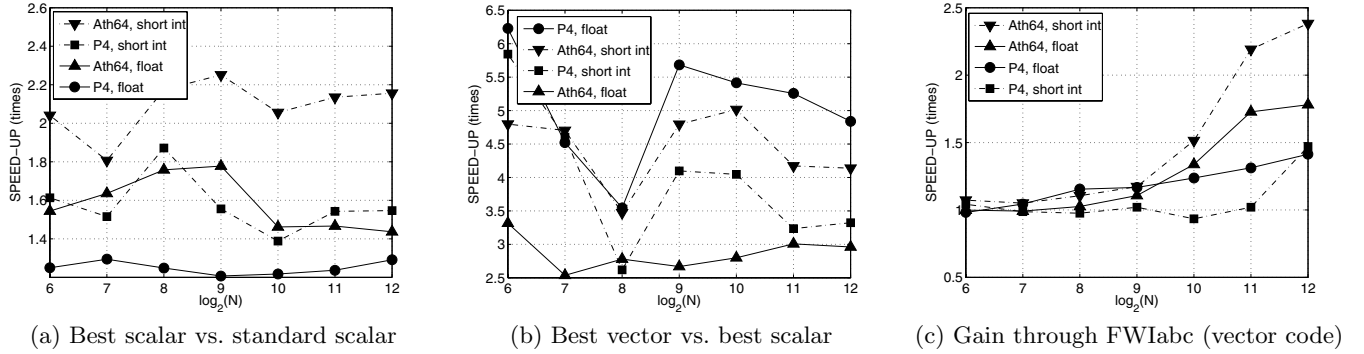 2.6
2.4
2.2
2
1.8
1.6
1.4
SPEED-UP (times)
Ath64, short int
P4, short int
Ath64, float
P4, float
6 7 8 9 10 11 12
log2(N)
(a) Best scalar vs. standard scalar
6.5
6
5.5
5
4.5
4
3.5
3
2.5
SPEED-UP (times)
P4, float
Ath64, short int
P4, short int
Ath64, float
6 7 8 9 10 11 12
log2(N)
(b) Best vector vs. best scalar
2.5
2
1.5
1
0.5
SPEED-UP (times)
Ath64, short int
Ath64, float
P4, float
P4, short int
6 7 8 9 10 11 12
log2(N)
(c) Gain through FWIabc (vector code)